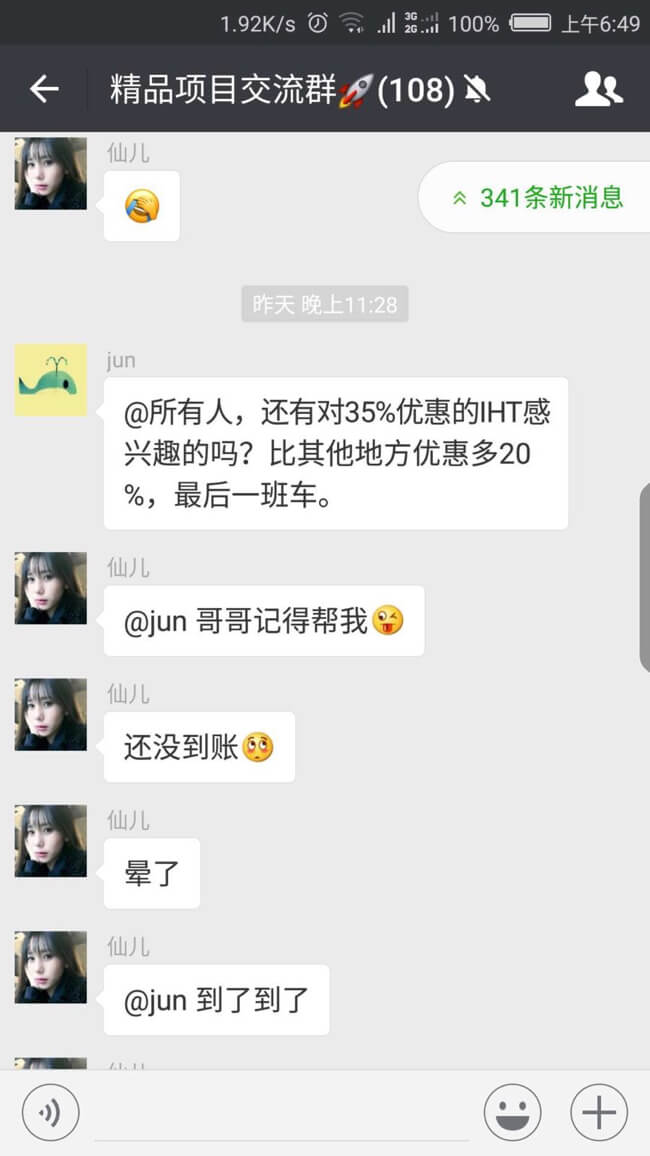 1.92K/s 3G 2G 100% 上午6:49
精品项目交流群🚀(108)
仙儿
341条新消息
昨天 晚上11:28
jun
@所有人，还有对35%优惠的IHT感
兴趣的吗？比其他地方优惠多20
%，最后一班车。
仙儿
@jun 哥哥记得帮我😜
仙儿
还没到账🙄
仙儿
晕了
仙儿
@jun 到了到了